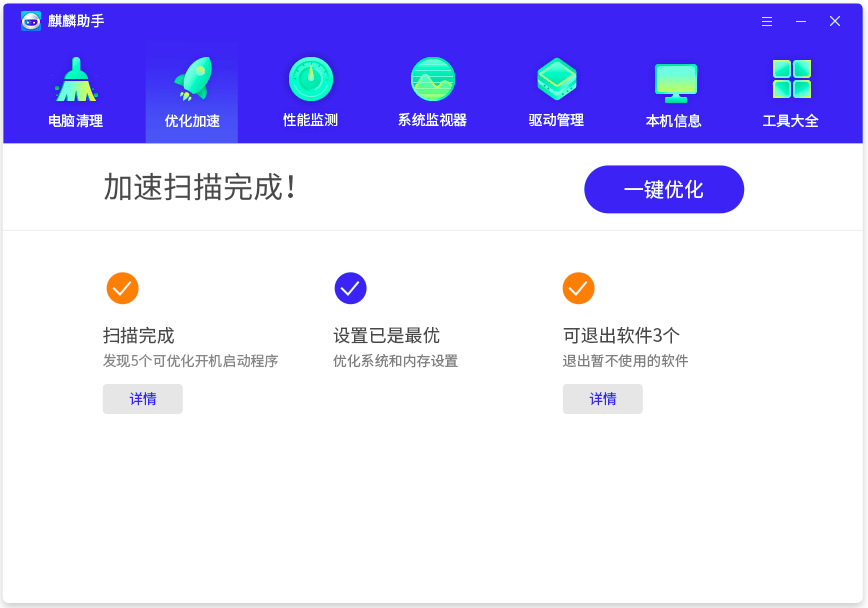 麒麟助手
电脑清理 优化加速 性能监测 系统监视器 驱动管理 本机信息 工具大全
加速扫描完成！ 一键优化
扫描完成 设置已是最优 可退出软件3个
发现5个可优化开机启动程序 优化系统和内存设置 退出暂不使用的软件
详情 详情